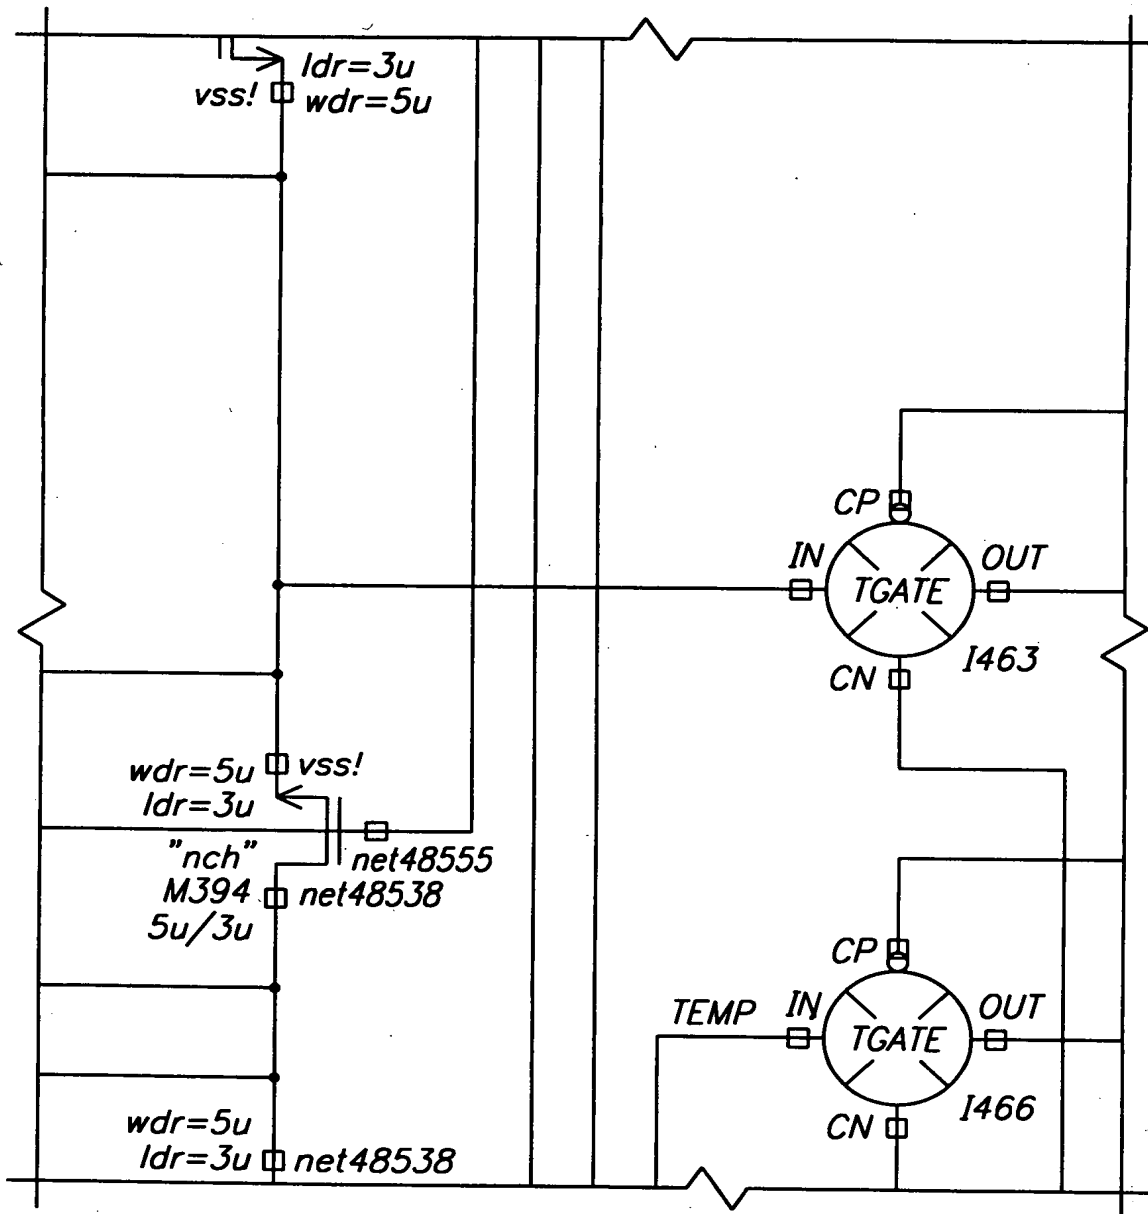 ldr=3u
vss! wdr=5u
CP
IN OUT
TGATE
I463
CN
wdr=5u vss!
ldr=3u
"nch" net48555
M394 net48538
5u/3u
CP
TEMP IN OUT
TGATE
I466
wdr=5u CN
ldr=3u net48538